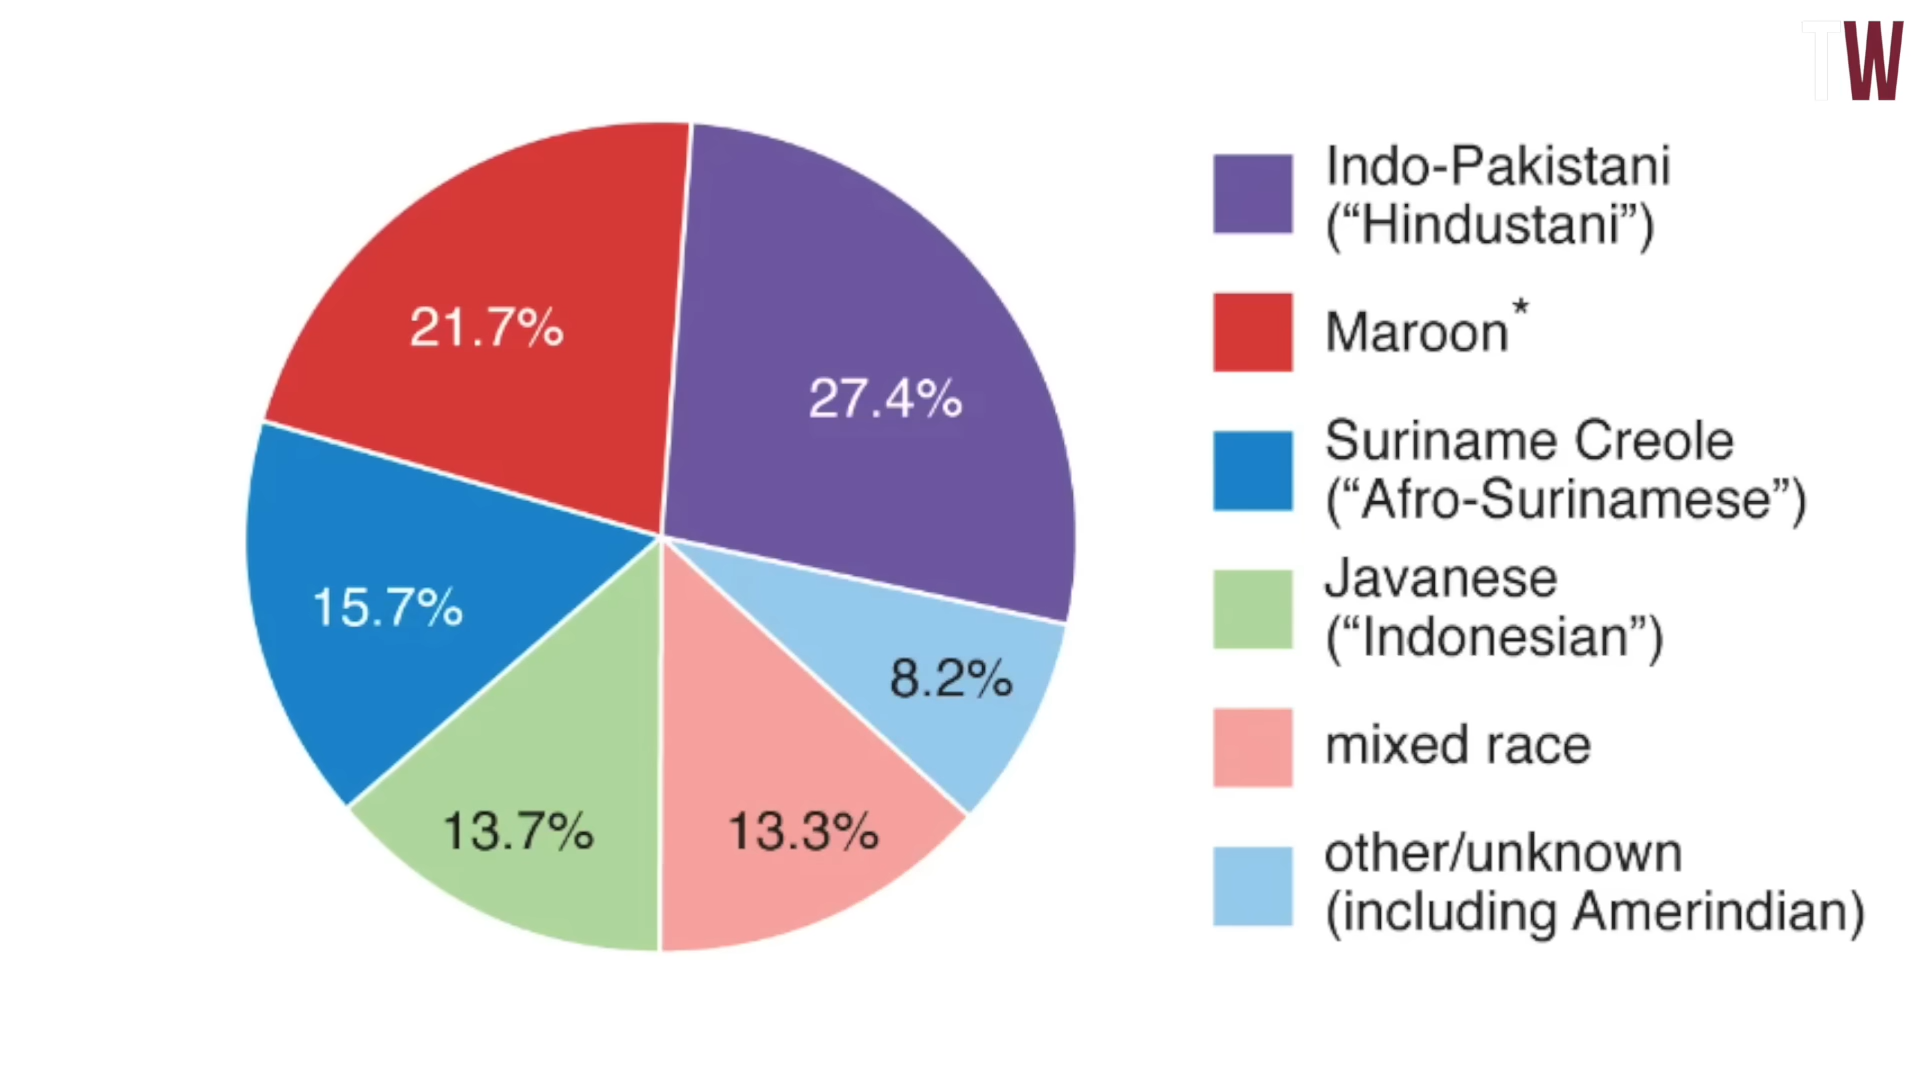 TW
21.7%
27.4%
15.7%
8.2%
13.7%
13.3%
Indo-Pakistani
(“Hindustani”)
Maroon*
Suriname Creole
(“Afro-Surinamese”)
Javanese
(“Indonesian”)
mixed race
other/unknown
(including Amerindian)